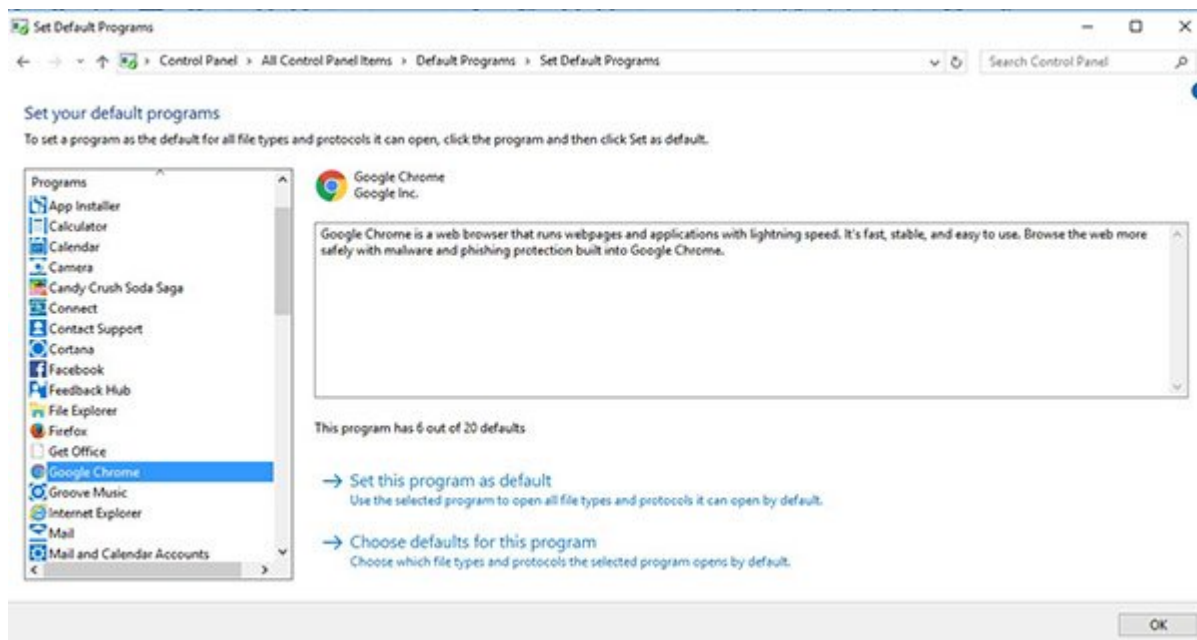 Set Default Programs
Control Panel > All Control Panel Items > Default Programs > Set Default Programs
Search Control Panel
Set your default programs
To set a program as the default for all file types and protocols it can open, click the program and then click Set as default.
Programs
App Installer
Calculator
Calendar
Camera
Candy Crush Soda Saga
Connect
Contact Support
Cortana
Facebook
Feedback Hub
File Explorer
Firefox
Get Office
Google Chrome
Groove Music
Internet Explorer
Mail
Mail and Calendar Accounts
Google Chrome
Google Inc.
Google Chrome is a web browser that runs webpages and applications with lightning speed. It's fast, stable, and easy to use. Browse the web more
safely with malware and phishing protection built into Google Chrome.
This program has 6 out of 20 defaults
Set this program as default
Use the selected program to open all file types and protocols it can open by default.
Choose defaults for this program
Choose which file types and protocols the selected program opens by default.
OK